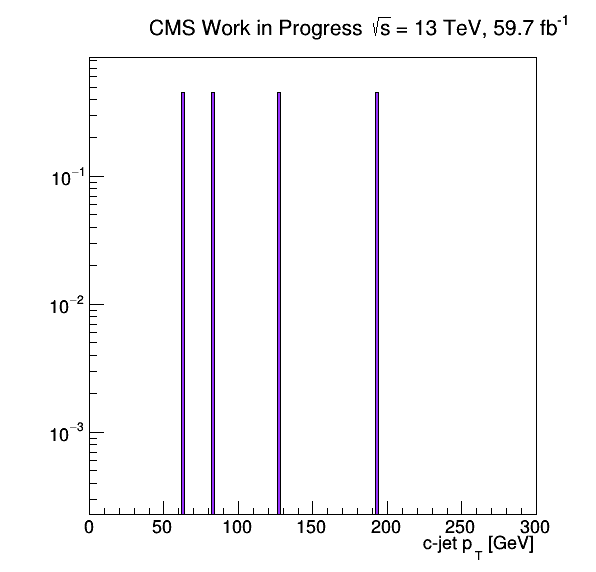 CMS Work in Progress √s = 13 TeV, 59.7 fb⁻¹
10⁻¹
10⁻²
10⁻³
0 50 100 150 200 250 300
c-jet p_T [GeV]